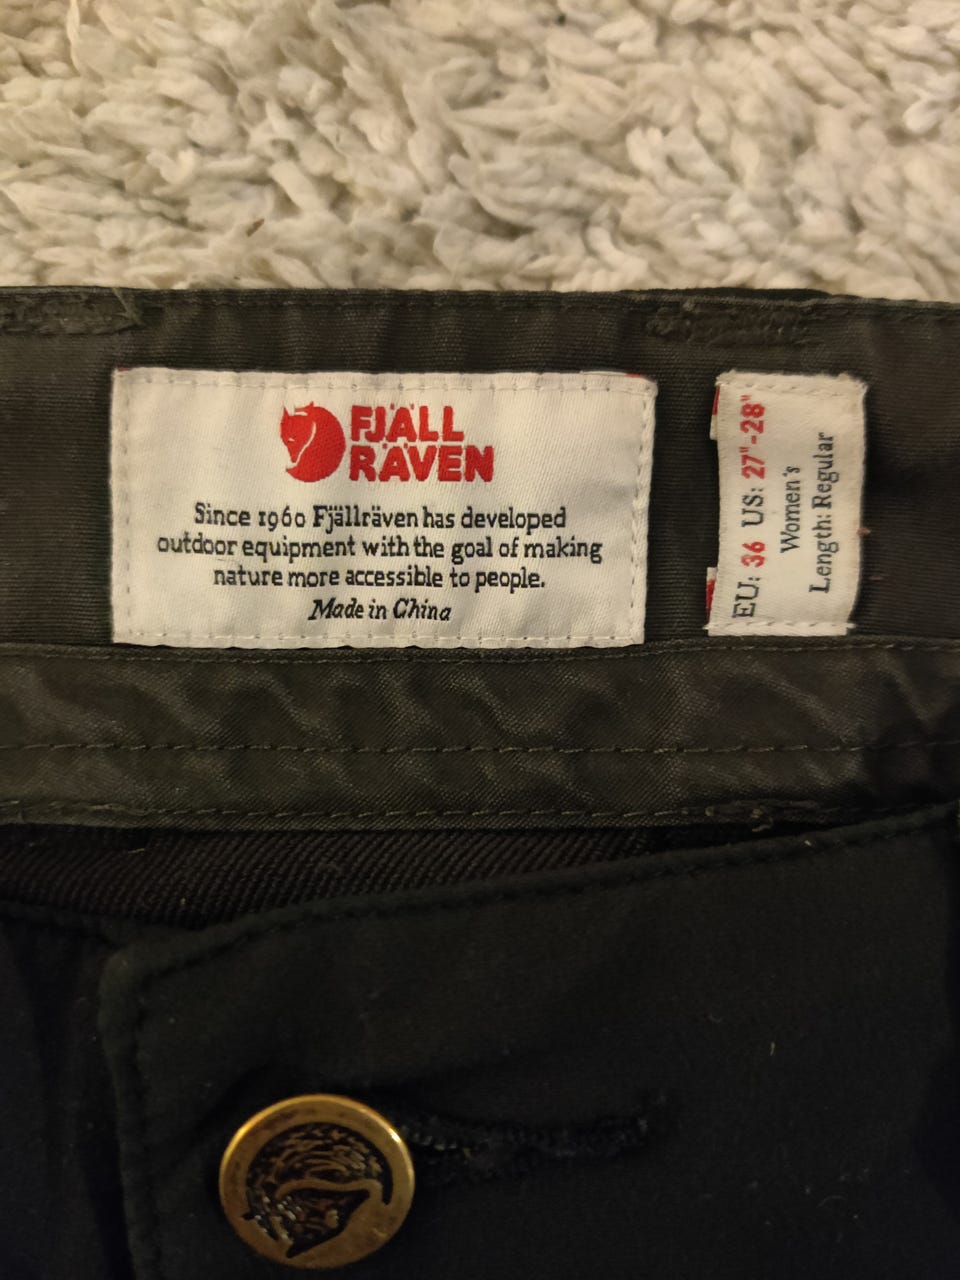 FJÄLL
RÄVEN
Since 1960 Fjällräven has developed
outdoor equipment with the goal of making
nature more accessible to people.
Made in China
EU: 36 US: 27"-28"
Women's
Length: Regular